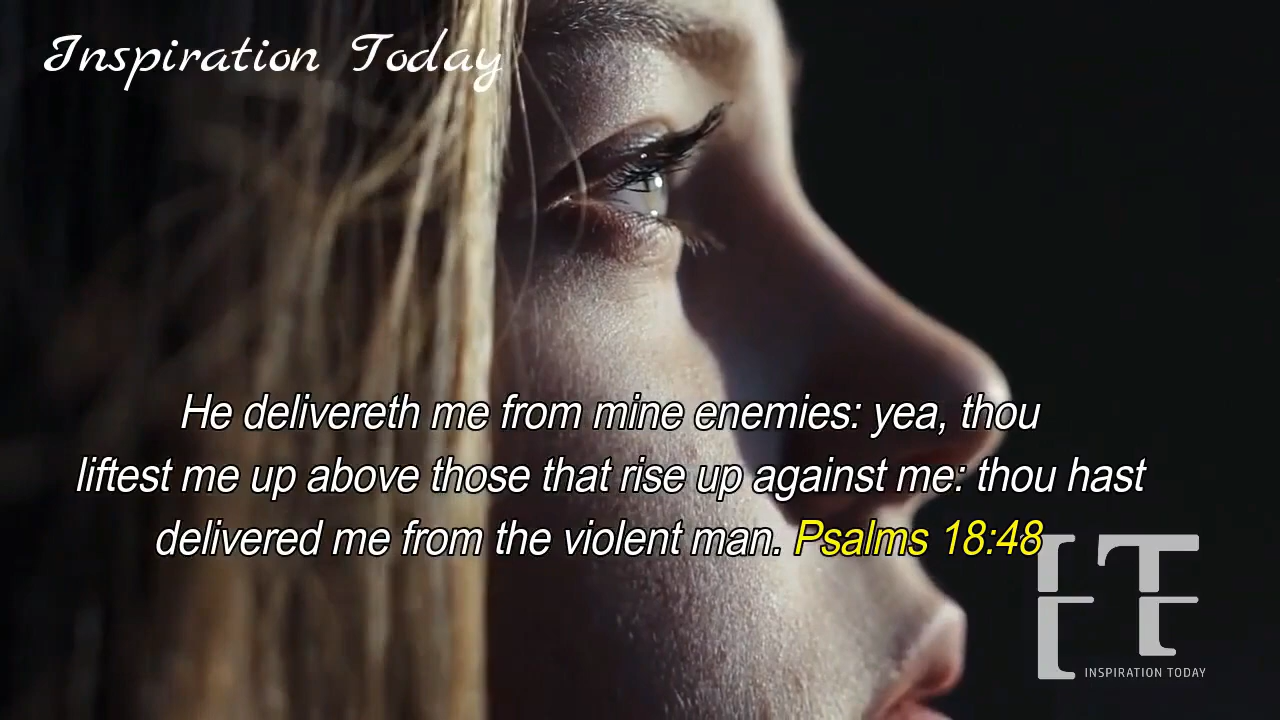 Inspiration Today
He delivereth me from mine enemies: yea, thou
liftest me up above those that rise up against me: thou hast
delivered me from the violent man. Psalms 18:48
INSPIRATION TODAY